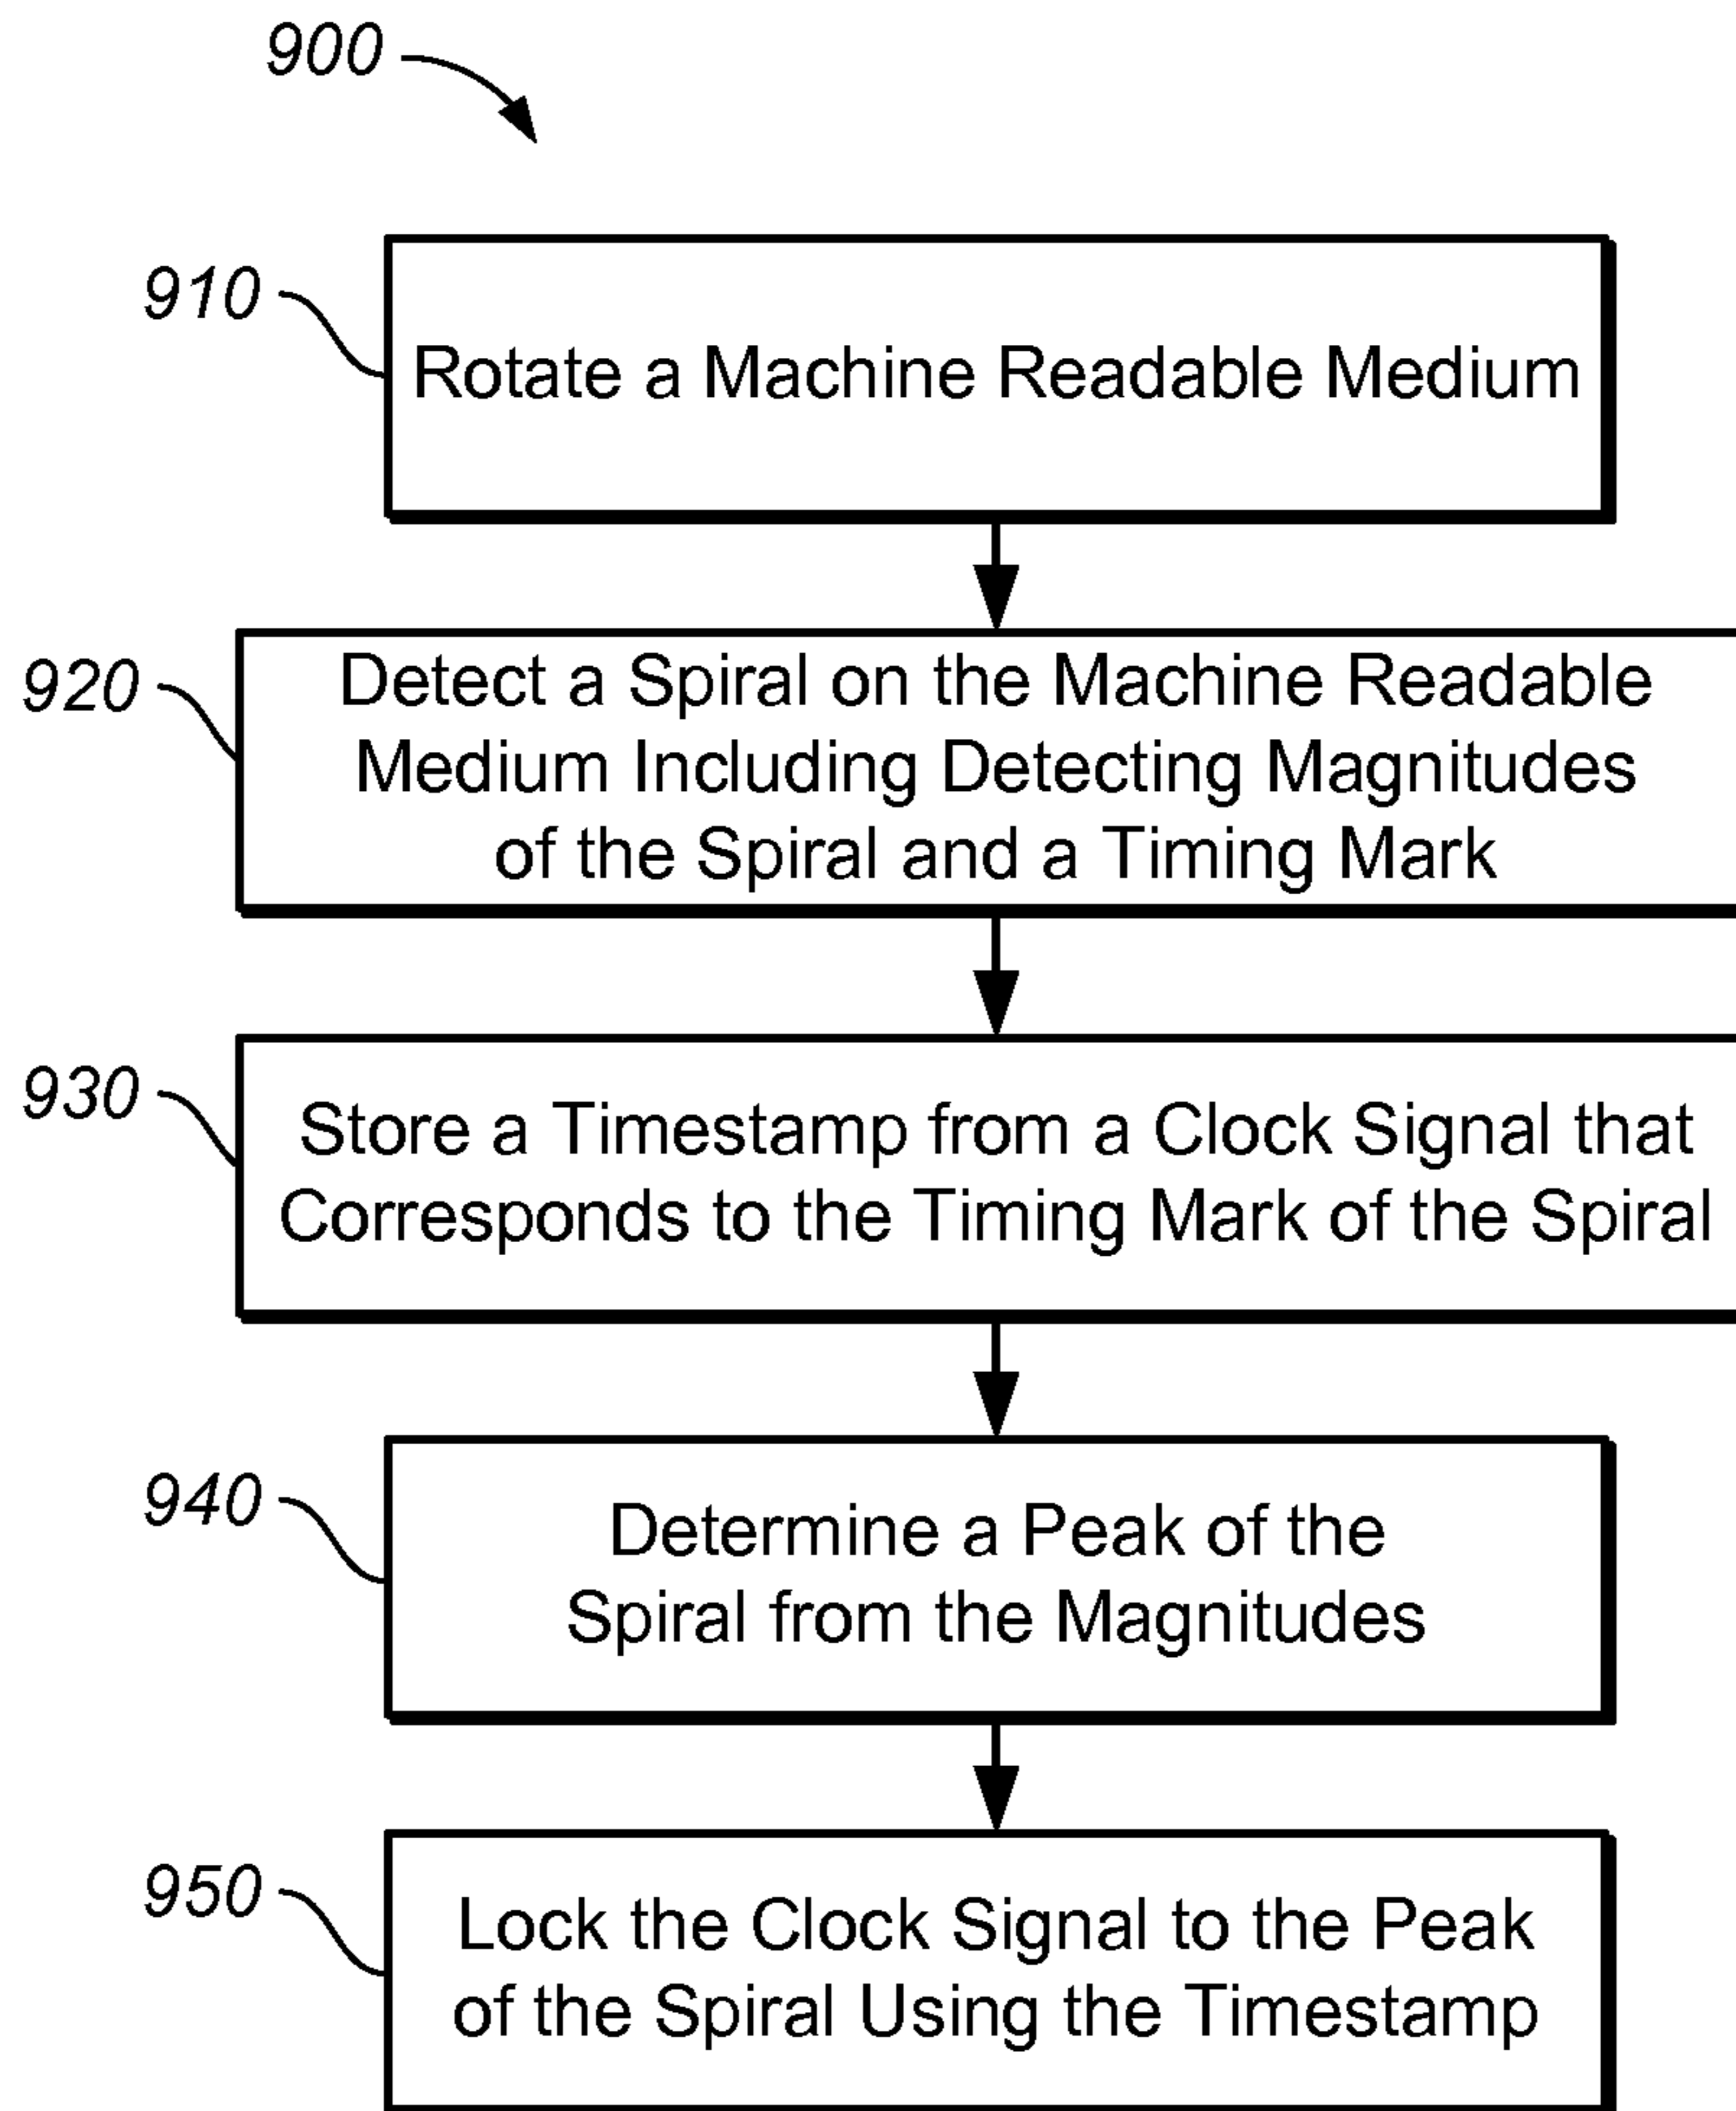 900
910
Rotate a Machine Readable Medium
920
Detect a Spiral on the Machine Readable
Medium Including Detecting Magnitudes
of the Spiral and a Timing Mark
930
Store a Timestamp from a Clock Signal that
Corresponds to the Timing Mark of the Spiral
940
Determine a Peak of the
Spiral from the Magnitudes
950
Lock the Clock Signal to the Peak
of the Spiral Using the Timestamp